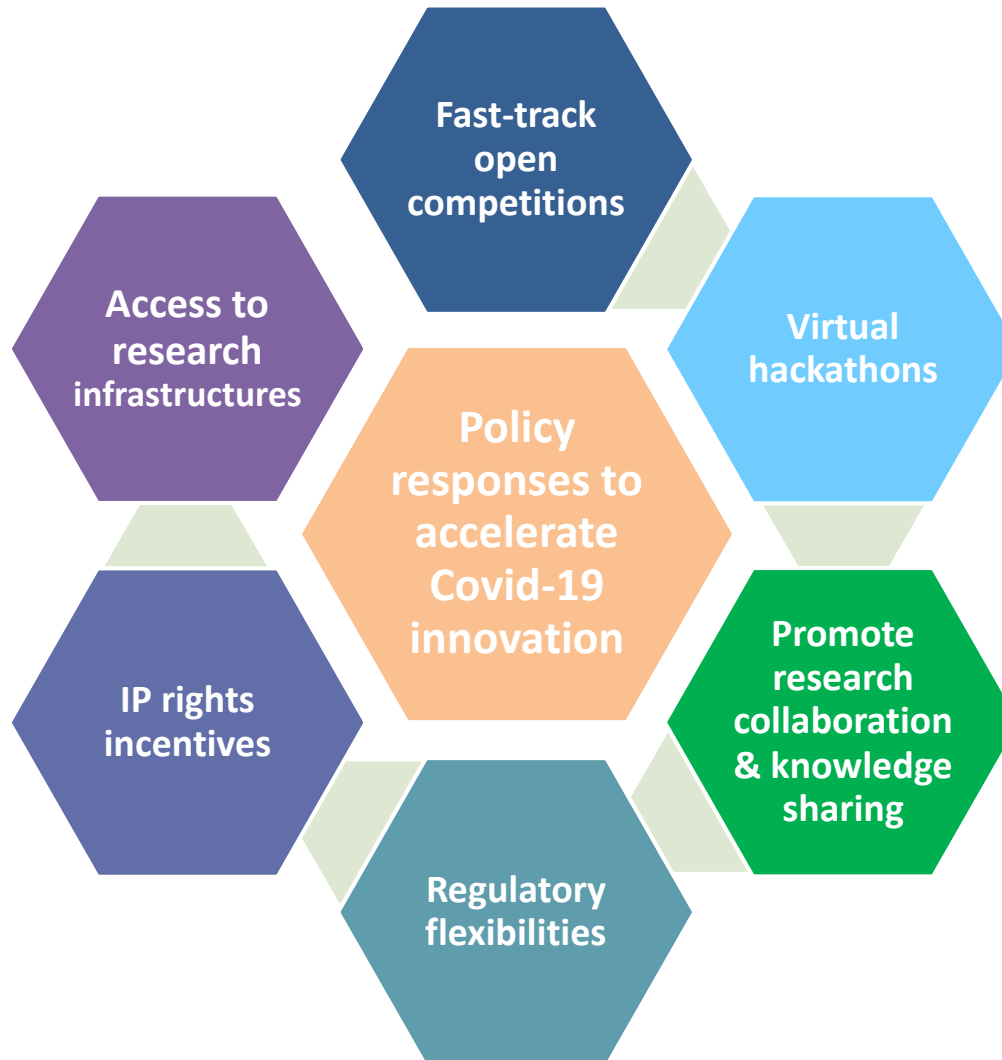 Fast-track
open
competitions
Virtual
hackathons
Promote
research
collaboration
& knowledge
sharing
Regulatory
flexibilities
IP rights
incentives
Access to
research
infrastructures
Policy
responses to
accelerate
Covid-19
innovation